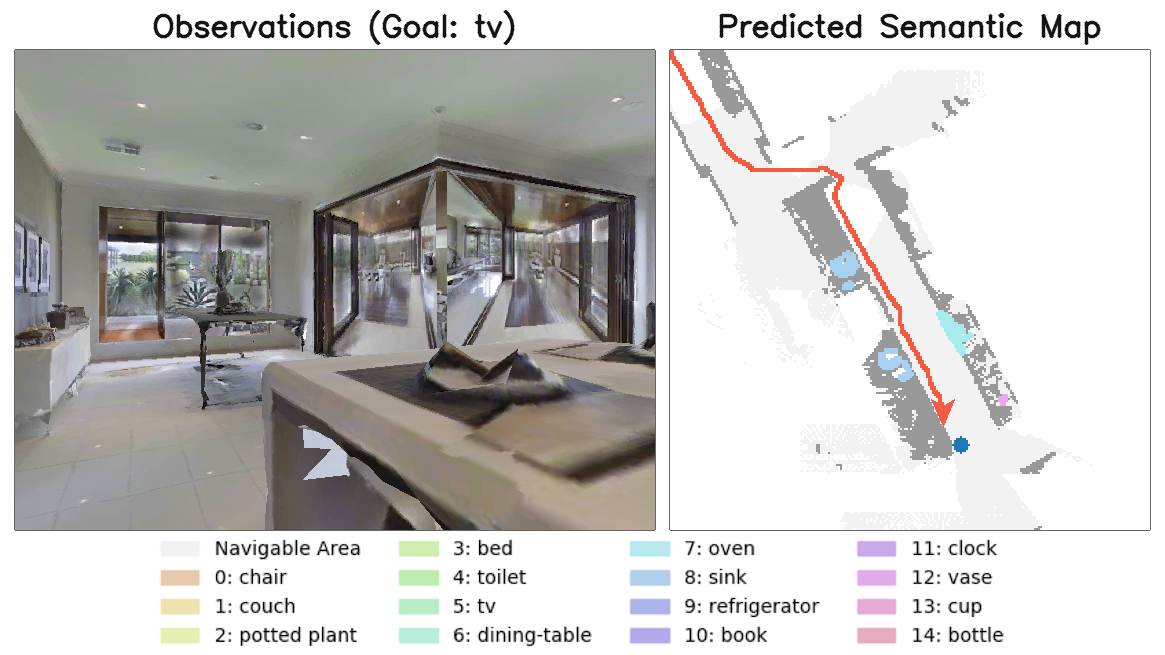 Observations (Goal: tv)
Predicted Semantic Map
Navigable Area
0: chair
1: couch
2: potted plant
3: bed
4: toilet
5: tv
6: dining-table
7: oven
8: sink
9: refrigerator
10: book
11: clock
12: vase
13: cup
14: bottle